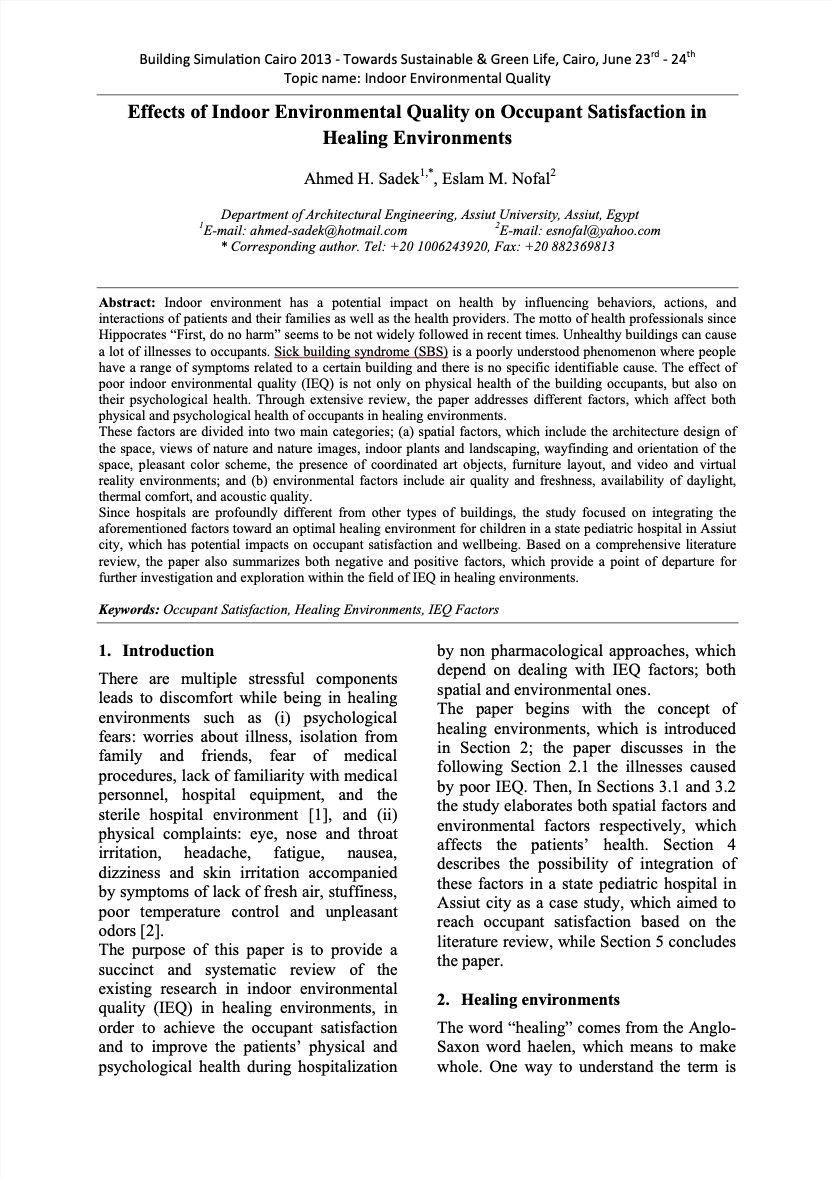 Building Simulation Cairo 2013 - Towards Sustainable & Green Life, Cairo, June 23rd - 24th
Topic name: Indoor Environmental Quality
Effects of Indoor Environmental Quality on Occupant Satisfaction in
Healing Environments
Ahmed H. Sadek1,*, Eslam M. Nofal2
Department of Architectural Engineering, Assiut University, Assiut, Egypt
1E-mail: ahmed-sadek@hotmail.com 2E-mail: esnofal@yahoo.com
* Corresponding author. Tel: +20 1006243920, Fax: +20 882369813
Abstract: Indoor environment has a potential impact on health by influencing behaviors, actions, and
interactions of patients and their families as well as the health providers. The motto of health professionals since
Hippocrates “First, do no harm” seems to be not widely followed in recent times. Unhealthy buildings can cause
a lot of illnesses to occupants. Sick building syndrome (SBS) is a poorly understood phenomenon where people
have a range of symptoms related to a certain building and there is no specific identifiable cause. The effect of
poor indoor environmental quality (IEQ) is not only on physical health of the building occupants, but also on
their psychological health. Through extensive review, the paper addresses different factors, which affect both
physical and psychological health of occupants in healing environments.
These factors are divided into two main categories; (a) spatial factors, which include the architecture design of
the space, views of nature and nature images, indoor plants and landscaping, wayfinding and orientation of the
space, pleasant color scheme, the presence of coordinated art objects, furniture layout, and video and virtual
reality environments; and (b) environmental factors include air quality and freshness, availability of daylight,
thermal comfort, and acoustic quality.
Since hospitals are profoundly different from other types of buildings, the study focused on integrating the
aforementioned factors toward an optimal healing environment for children in a state pediatric hospital in Assiut
city, which has potential impacts on occupant satisfaction and wellbeing. Based on a comprehensive literature
review, the paper also summarizes both negative and positive factors, which provide a point of departure for
further investigation and exploration within the field of IEQ in healing environments.
Keywords: Occupant Satisfaction, Healing Environments, IEQ Factors
1. Introduction
There are multiple stressful components
leads to discomfort while being in healing
environments such as (i) psychological
fears: worries about illness, isolation from
family and friends, fear of medical
procedures, lack of familiarity with medical
personnel, hospital equipment, and the
sterile hospital environment [1], and (ii)
physical complaints: eye, nose and throat
irritation, headache, fatigue, nausea,
dizziness and skin irritation accompanied
by symptoms of lack of fresh air, stuffiness,
poor temperature control and unpleasant
odors [2].
The purpose of this paper is to provide a
succinct and systematic review of the
existing research in indoor environmental
quality (IEQ) in healing environments, in
order to achieve the occupant satisfaction
and to improve the patients’ physical and
psychological health during hospitalization
by non pharmacological approaches, which
depend on dealing with IEQ factors; both
spatial and environmental ones.
The paper begins with the concept of
healing environments, which is introduced
in Section 2; the paper discusses in the
following Section 2.1 the illnesses caused
by poor IEQ. Then, In Sections 3.1 and 3.2
the study elaborates both spatial factors and
environmental factors respectively, which
affects the patients’ health. Section 4
describes the possibility of integration of
these factors in a state pediatric hospital in
Assiut city as a case study, which aimed to
reach occupant satisfaction based on the
literature review, while Section 5 concludes
the paper.
2. Healing environments
The word “healing” comes from the Anglo-
Saxon word haelen, which means to make
whole. One way to understand the term is